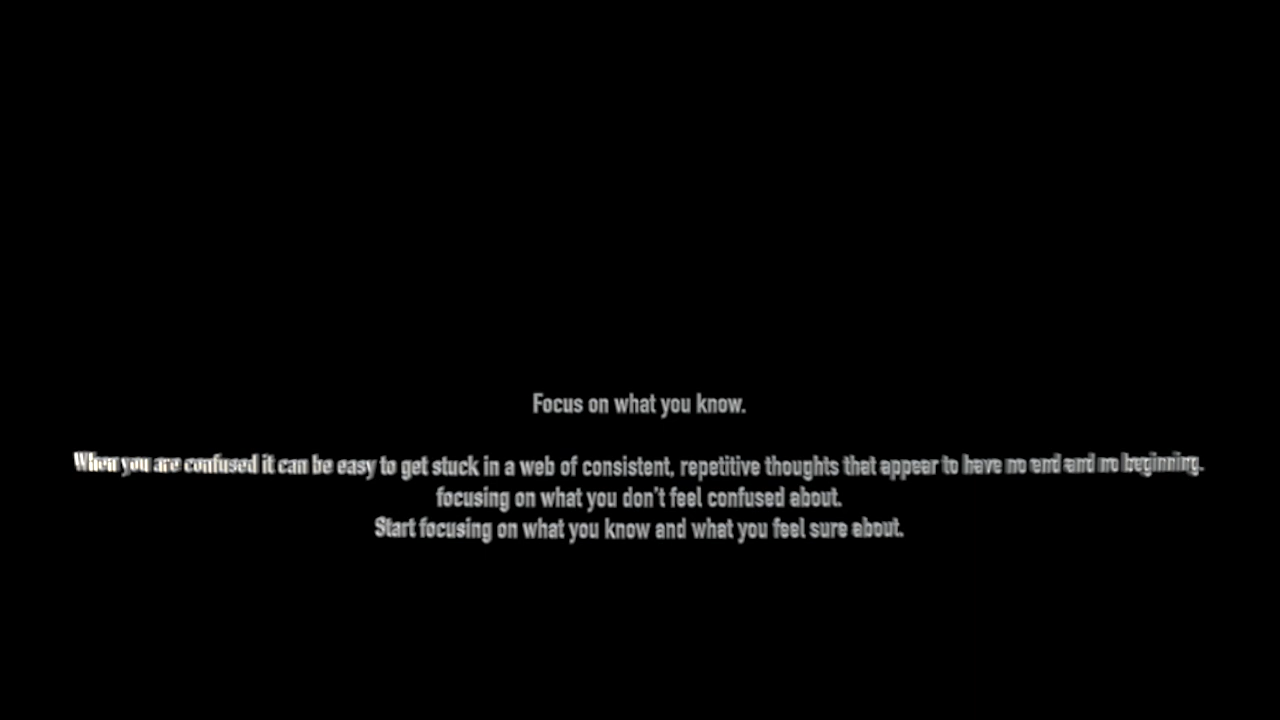 Focus on what you know.
When you are confused it can be easy to get stuck in a web of consistent, repetitive thoughts that appear to have no end and no beginning.
focusing on what you don't feel confused about.
Start focusing on what you know and what you feel sure about.